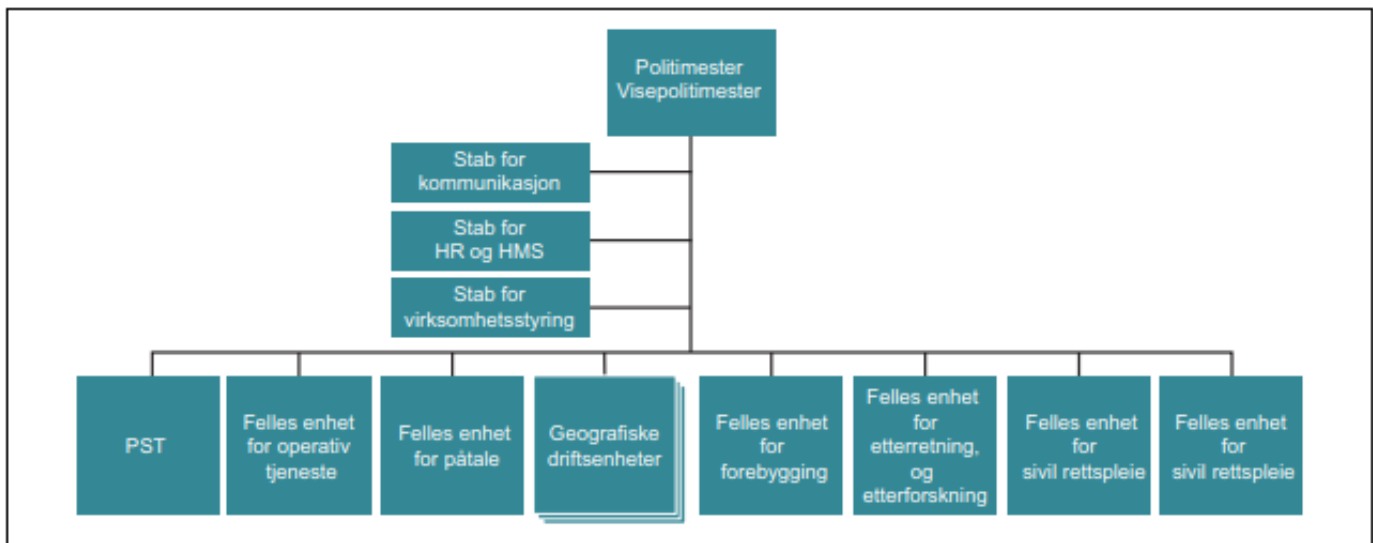 Politimester
Visepolitimester
Stab for
kommunikasjon
Stab for
HR og HMS
Stab for
virksomhetsstyring
PST
Felles enhet
for operativ
tjeneste
Felles enhet
for påtale
Geografiske
driftsenheter
Felles enhet
for
forebygging
Felles enhet
for
etterretning,
og
etterforskning
Felles enhet
for
sivil rettspleie
Felles enhet
for
sivil rettspleie